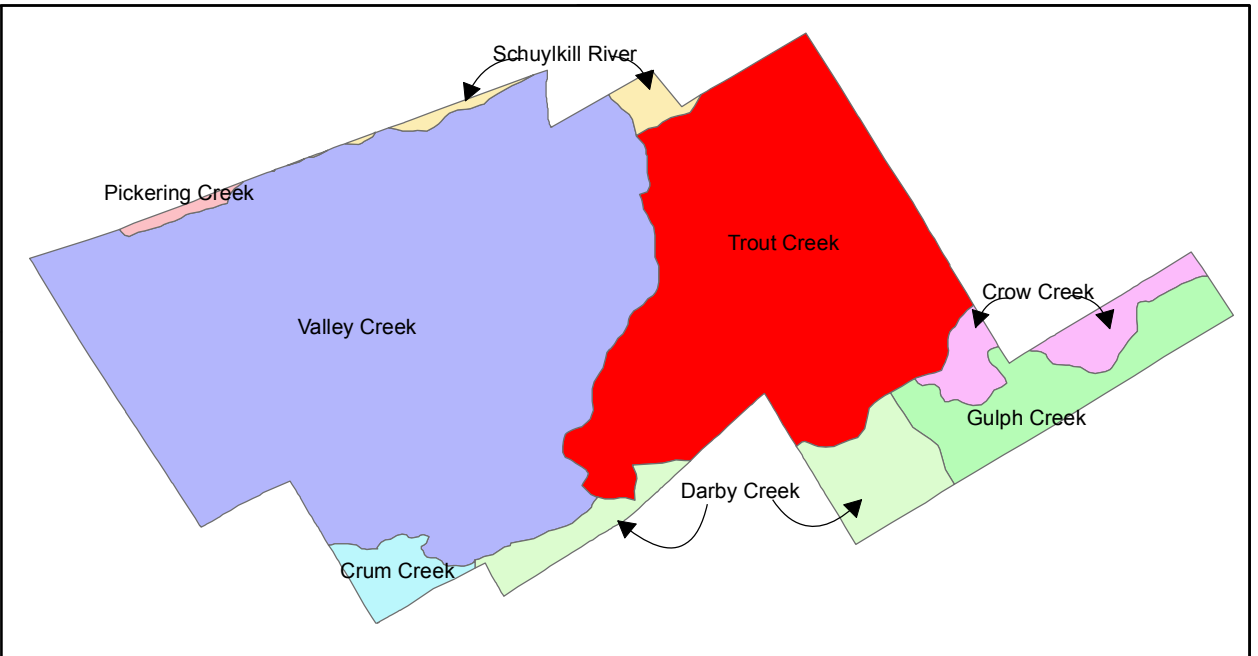 Schuylkill River
Pickering Creek
Trout Creek
Crow Creek
Valley Creek
Gulph Creek
Darby Creek
Crum Creek